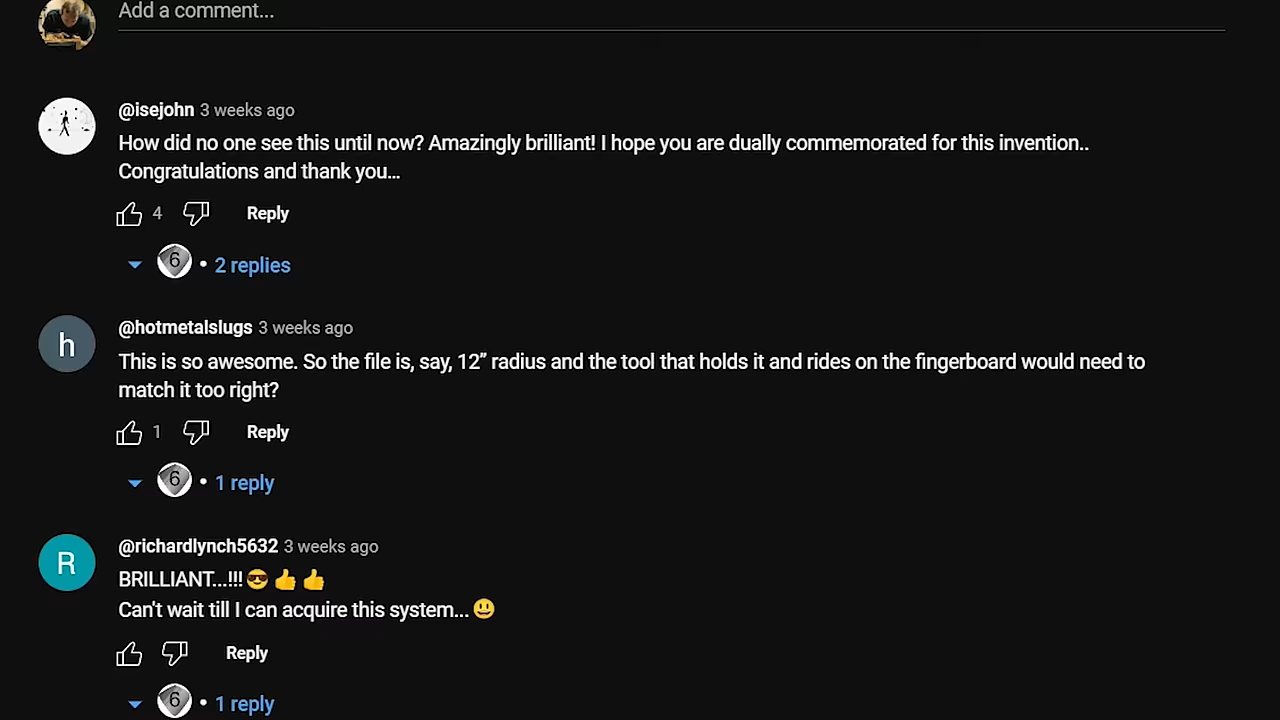 Add a comment...
@isejohn 3 weeks ago
How did no one see this until now? Amazingly brilliant! I hope you are dually commemorated for this invention..
Congratulations and thank you...
4 Reply
6 • 2 replies
@hotmetalslugs 3 weeks ago
h
This is so awesome. So the file is, say, 12” radius and the tool that holds it and rides on the fingerboard would need to
match it too right?
1 Reply
6 • 1 reply
@richardlynch5632 3 weeks ago
R
BRILLIANT...!!! 😎 👍 👍
Can't wait till I can acquire this system... 😃
Reply
6 • 1 reply